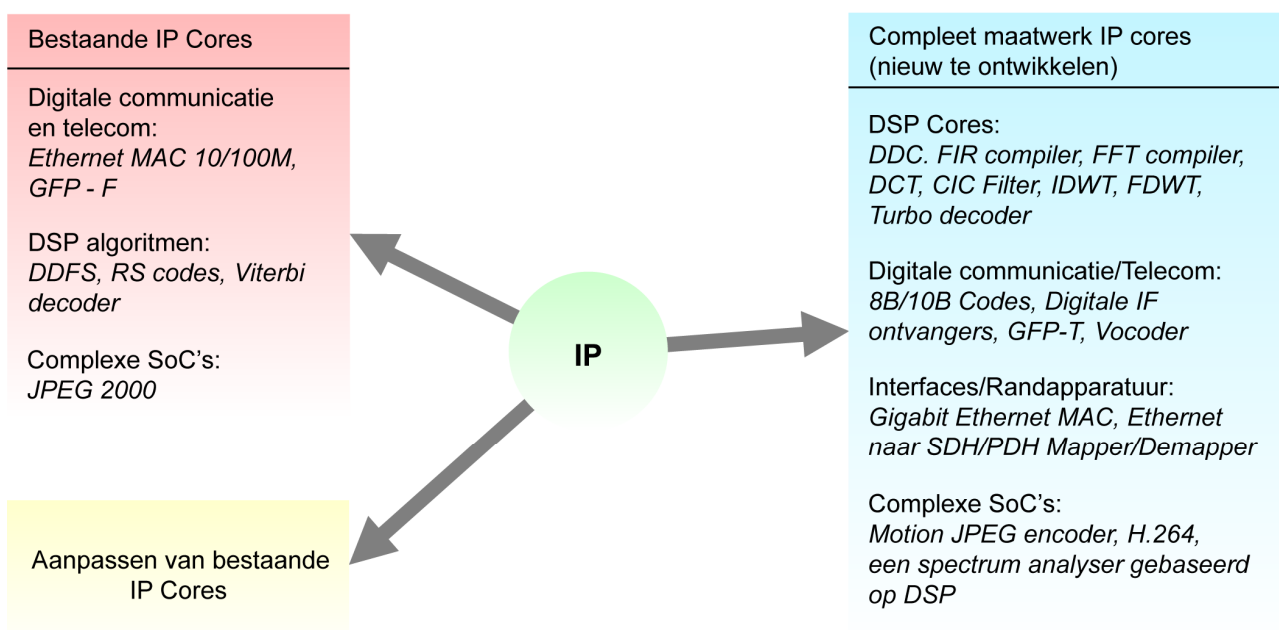 Bestaande IP Cores
Digitale communicatie
en telecom:
Ethernet MAC 10/100M,
GFP - F
DSP algoritmen:
DDFS, RS codes, Viterbi
decoder
Complexe SoC's:
JPEG 2000
Aanpassen van bestaande
IP Cores
IP
Compleet maatwerk IP cores
(nieuw te ontwikkelen)
DSP Cores:
DDC. FIR compiler, FFT compiler,
DCT, CIC Filter, IDWT, FDWT,
Turbo decoder
Digitale communicatie/Telecom:
8B/10B Codes, Digitale IF
ontvangers, GFP-T, Vocoder
Interfaces/Randapparatuur:
Gigabit Ethernet MAC, Ethernet
naar SDH/PDH Mapper/Demapper
Complexe SoC's:
Motion JPEG encoder, H.264,
een spectrum analyser gebaseerd
op DSP